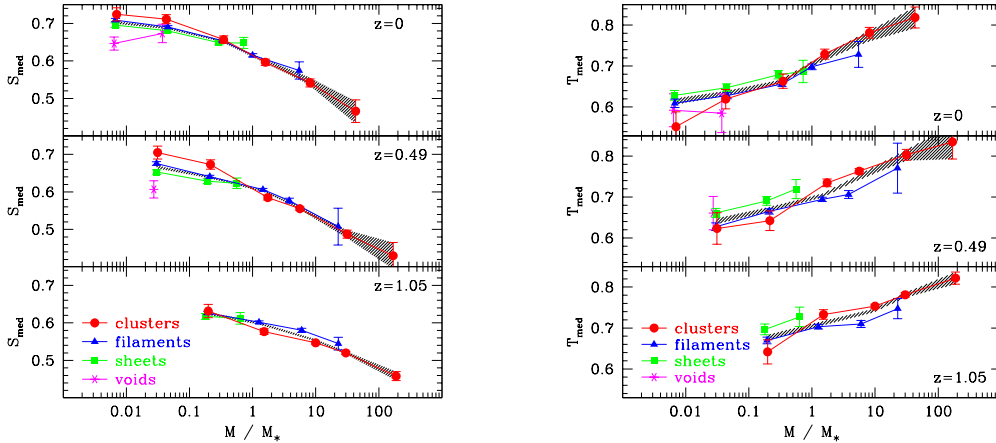 0.7
0.6
0.5
S_med
z=0
0.7
0.6
0.5
S_med
z=0.49
0.7
0.6
0.5
S_med
z=1.05
clusters
filaments
sheets
voids
0.01 0.1 1 10 100
M / M_*
0.8
0.7
0.6
T_med
z=0
0.8
0.7
0.6
T_med
z=0.49
0.8
0.7
0.6
T_med
clusters
filaments
sheets
voids
z=1.05
0.01 0.1 1 10 100
M / M_*